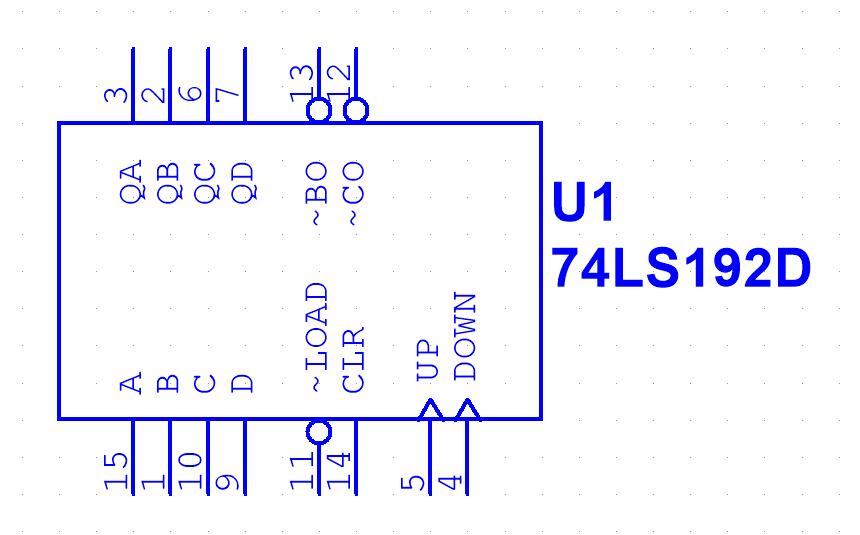 3 2 6 7 13 12
QA QB QC QD ~BO ~CO
U1
74LS192D
A B C D ~LOAD CLR UP DOWN
15 1 10 9 11 14 5 4